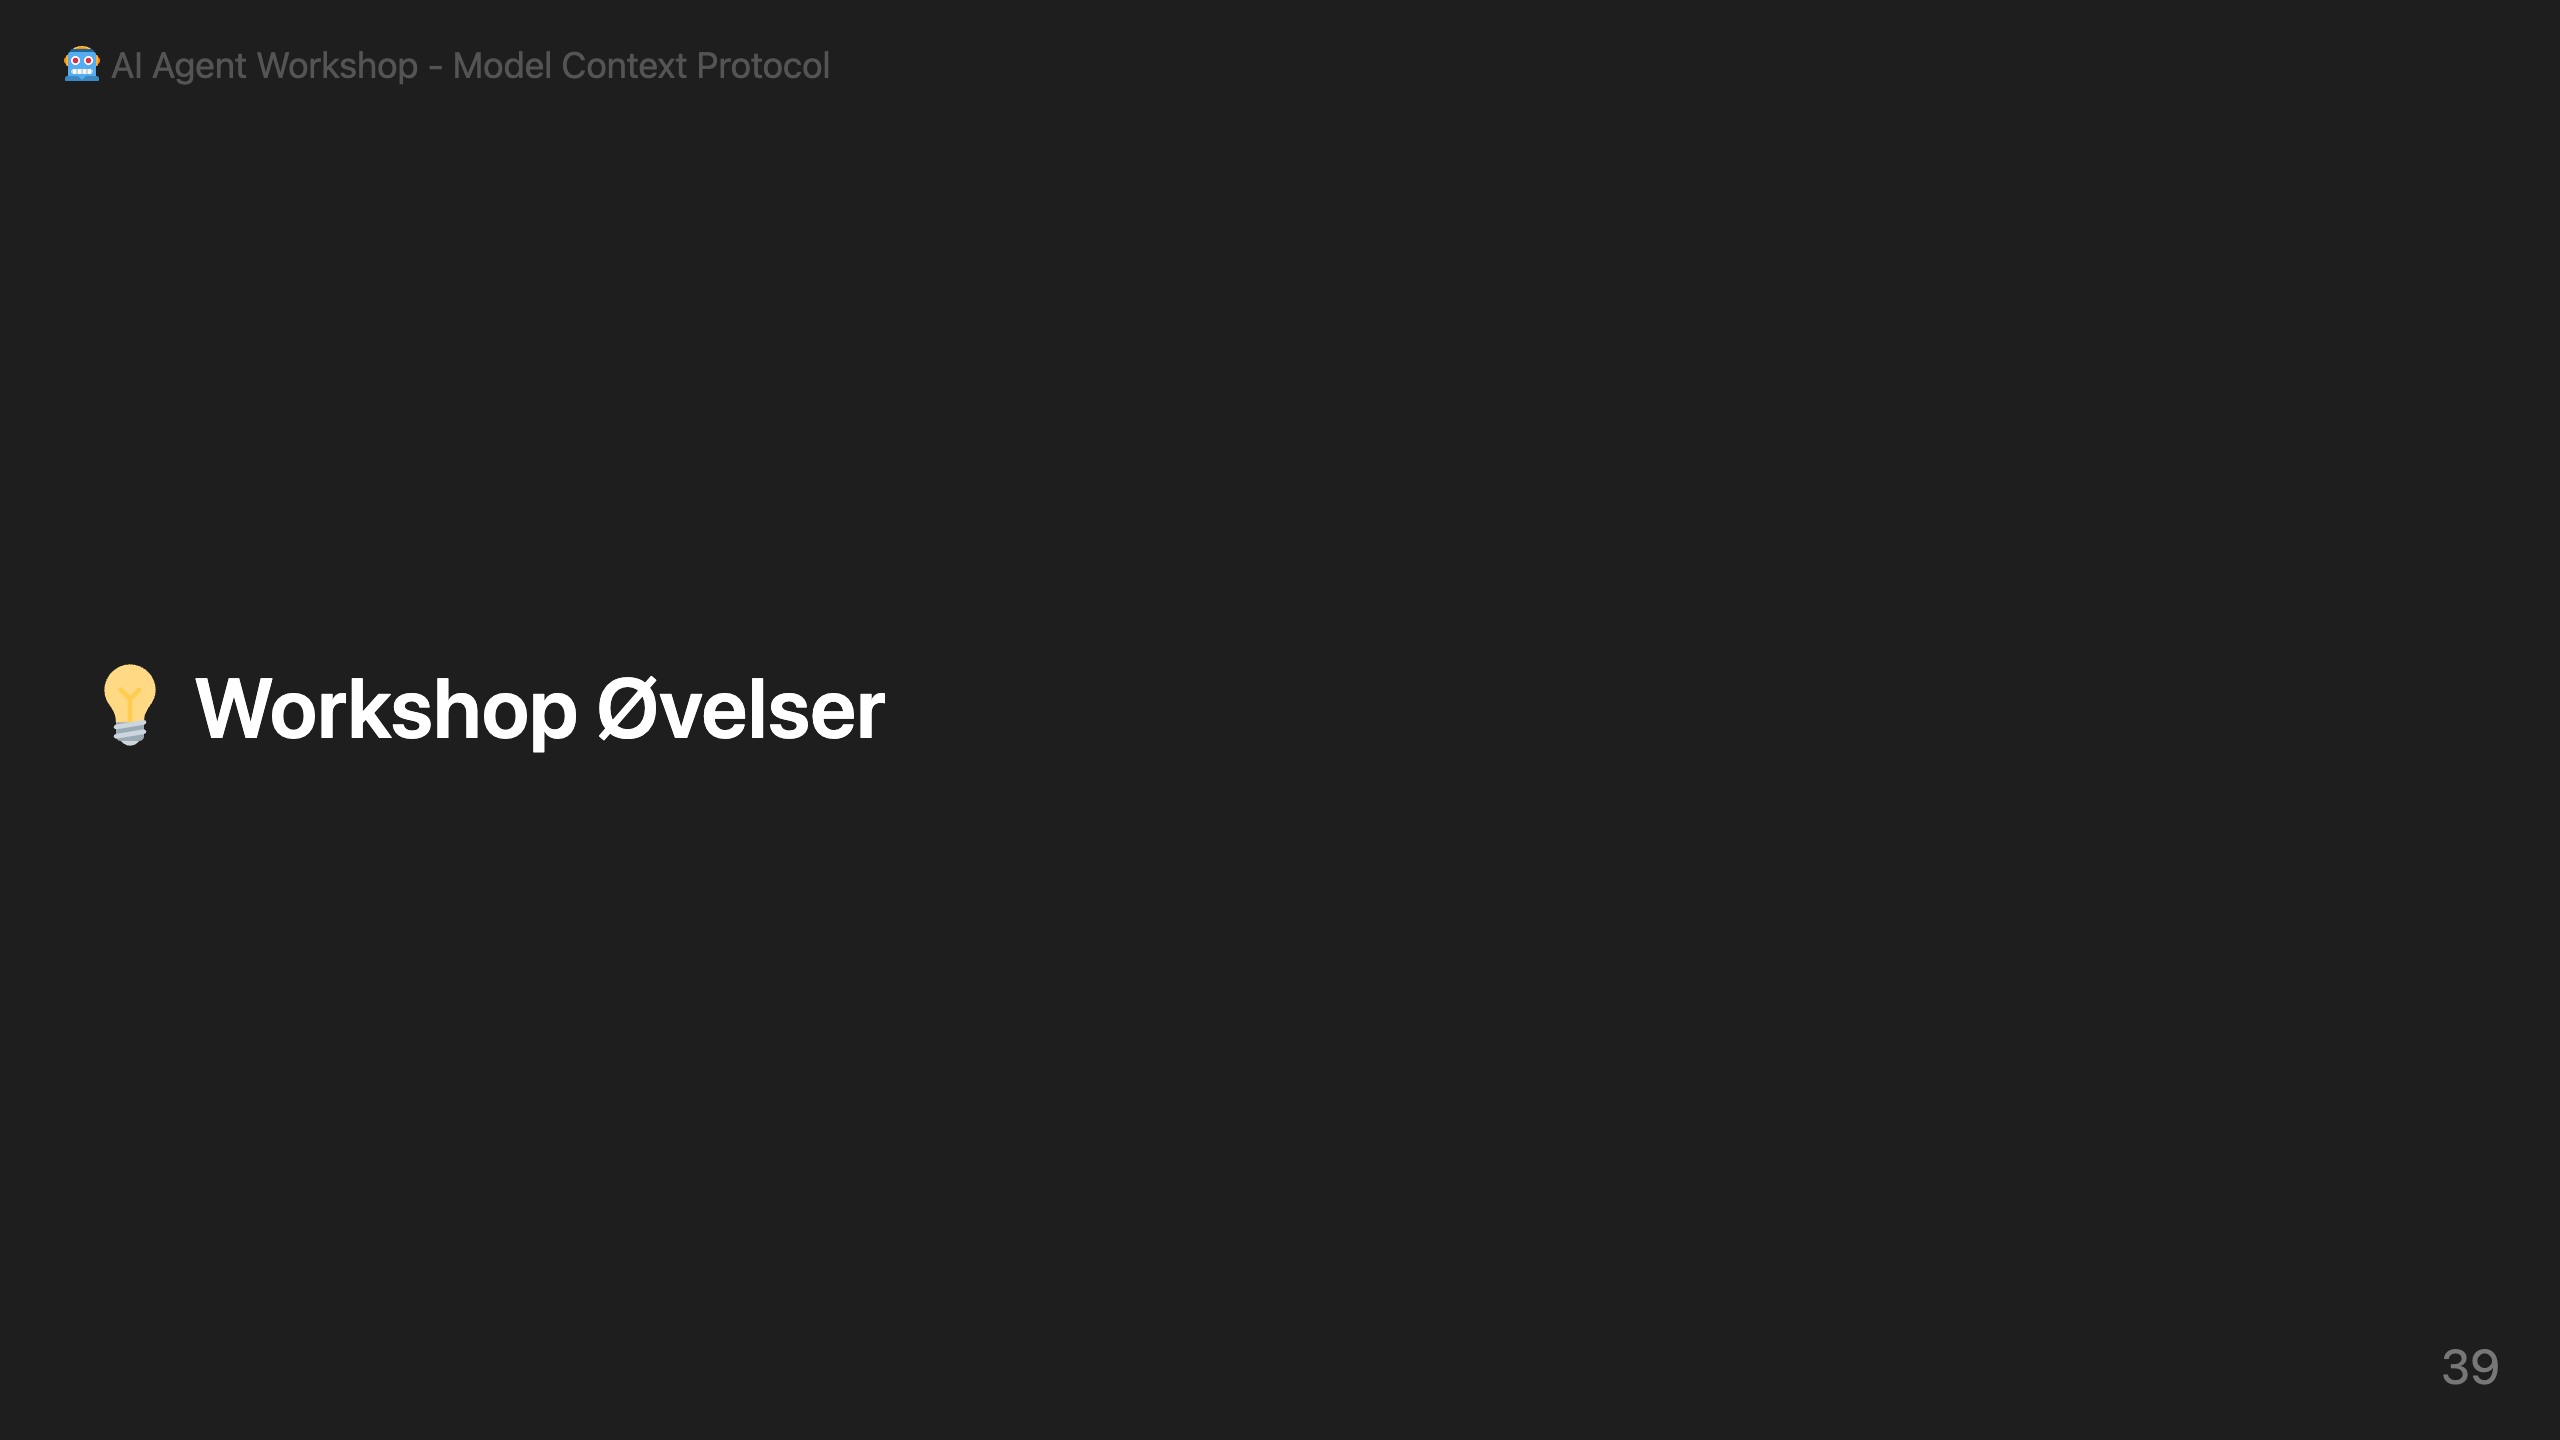 🤖 AI Agent Workshop - Model Context Protocol
💡 Workshop Øvelser
39